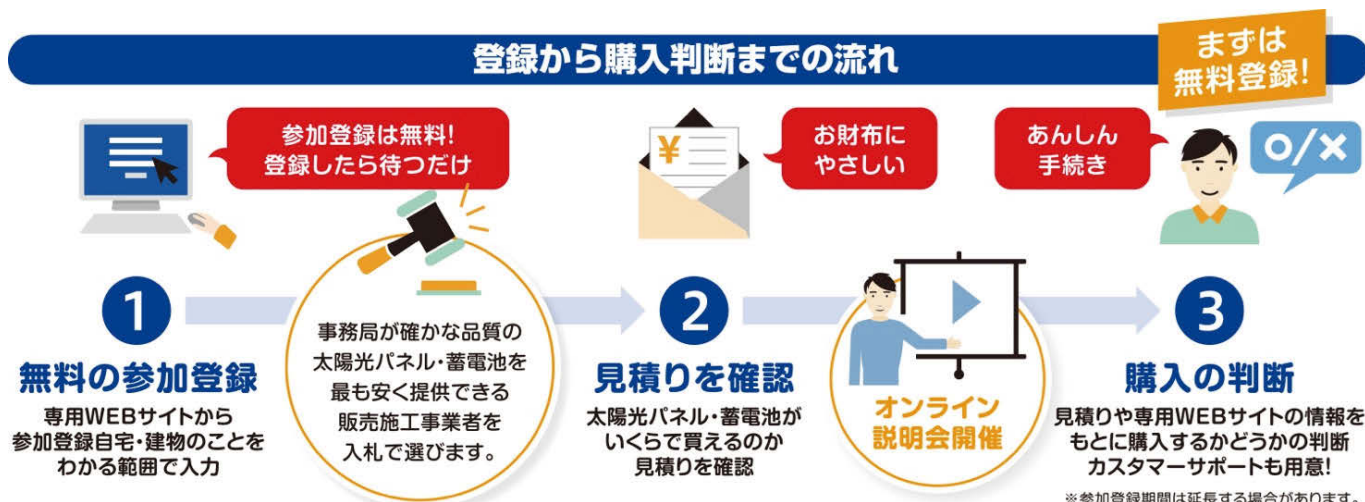 登録から購入判断までの流れ
まずは
無料登録!
参加登録は無料!
登録したら待つだけ
¥
お財布に
やさしい
あんしん
手続き
O/×
1
無料の参加登録
専用WEBサイトから
参加登録自宅・建物のことを
わかる範囲で入力
事務局が確かな品質の
太陽光パネル・蓄電池を
最も安く提供できる
販売施工事業者を
入札で選びます。
2
見積りを確認
太陽光パネル・蓄電池が
いくらで買えるのか
見積りを確認
オンライン
説明会開催
3
購入の判断
見積りや専用WEBサイトの情報を
もとに購入するかどうかの判断
カスタマーサポートも用意!
※参加登録期間は延長する場合があります。